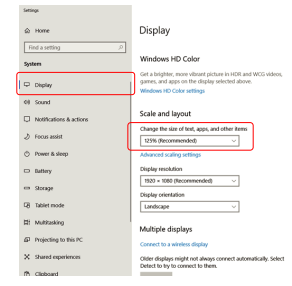 Settings
Home
Find a setting
System
Display
Sound
Notifications & actions
Focus assist
Power & sleep
Battery
Storage
Tablet mode
Multitasking
Projecting to this PC
Shared experiences
Clipboard
Display
Windows HD Color
Get a brighter, more vibrant picture in HDR and WCG videos,
games, and apps on the display selected above.
Windows HD Color settings
Scale and layout
Change the size of text, apps, and other items
125% (Recommended)
Advanced scaling settings
Display resolution
1920 × 1080 (Recommended)
Display orientation
Landscape
Multiple displays
Connect to a wireless display
Older displays might not always connect automatically. Select
Detect to try to connect to them.